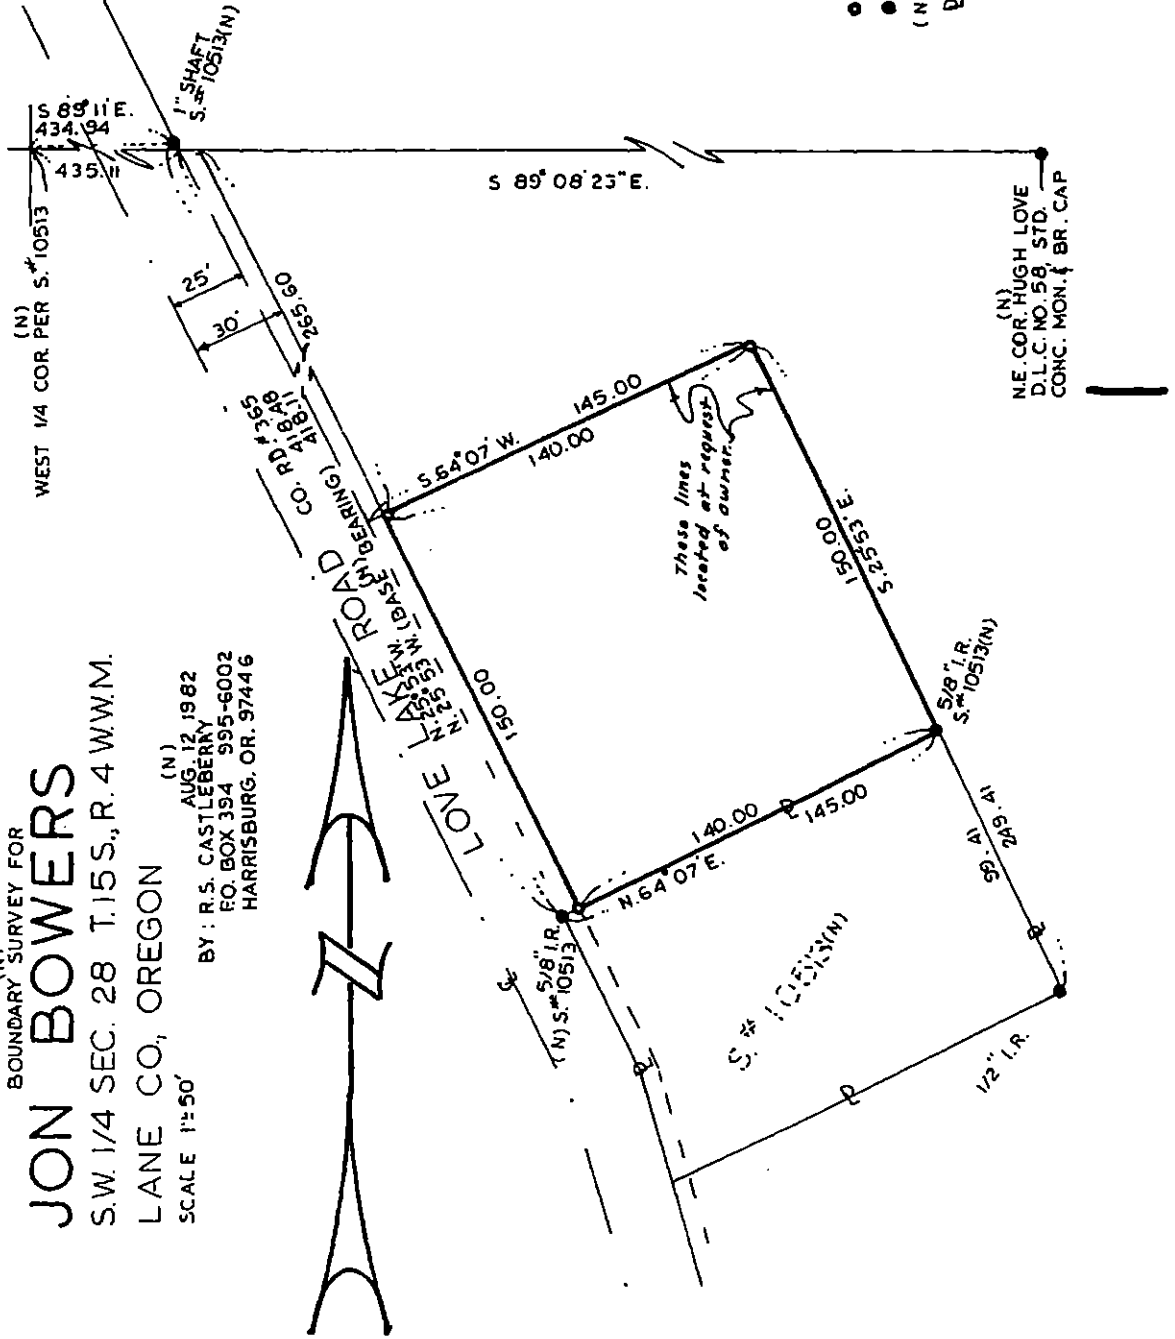 BOUNDARY SURVEY FOR
JON BOWERS
S.W. 1/4 SEC. 28 T.15 S., R. 4 W.W.M.
LANE CO., OREGON
SCALE 1"=50'
(N)
AUG. 12 1982
BY: R.S. CASTLEBERRY
P.O. BOX 394 995-6002
HARRISBURG, OR. 97446
(N)
WEST 1/4 COR PER S.# 10513
S 89° 11' E.
434.94
435.11
1" SHAFT
S.# 10513(N)
S 89° 08' 23" E.
(N)
N.E. COR. HUGH LOVE
D.L.C. NO. 58, STD.
CONC. MON. & BR. CAP
25'
30'
265.60
CO. RD # 365
418.48
418.11
LOVE LAKE ROAD
N. 25° 51' W. (N)
N. 25° 53' W. (BASE BEARING)
150.00
S. 64° 07' W.
145.00
140.00
These lines
located at request
of owner.
150.00
S. 25° 53' E.
5/8" I.R.
S.# 10513(N)
140.00
145.00
N. 64° 07' E.
5/8" I.R.
(N) S.# 10513
99.41
249.41
S.# 10513(N)
1/2" I.R.
(N)